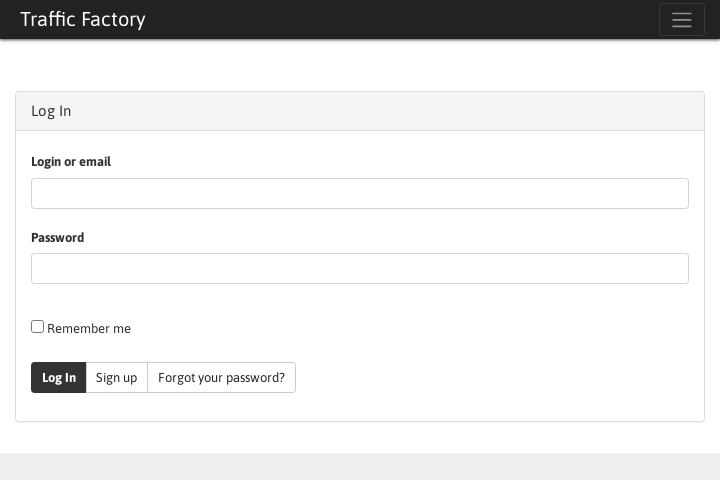 Traffic Factory
Log In
Login or email
Password
Remember me
Log In
Sign up
Forgot your password?